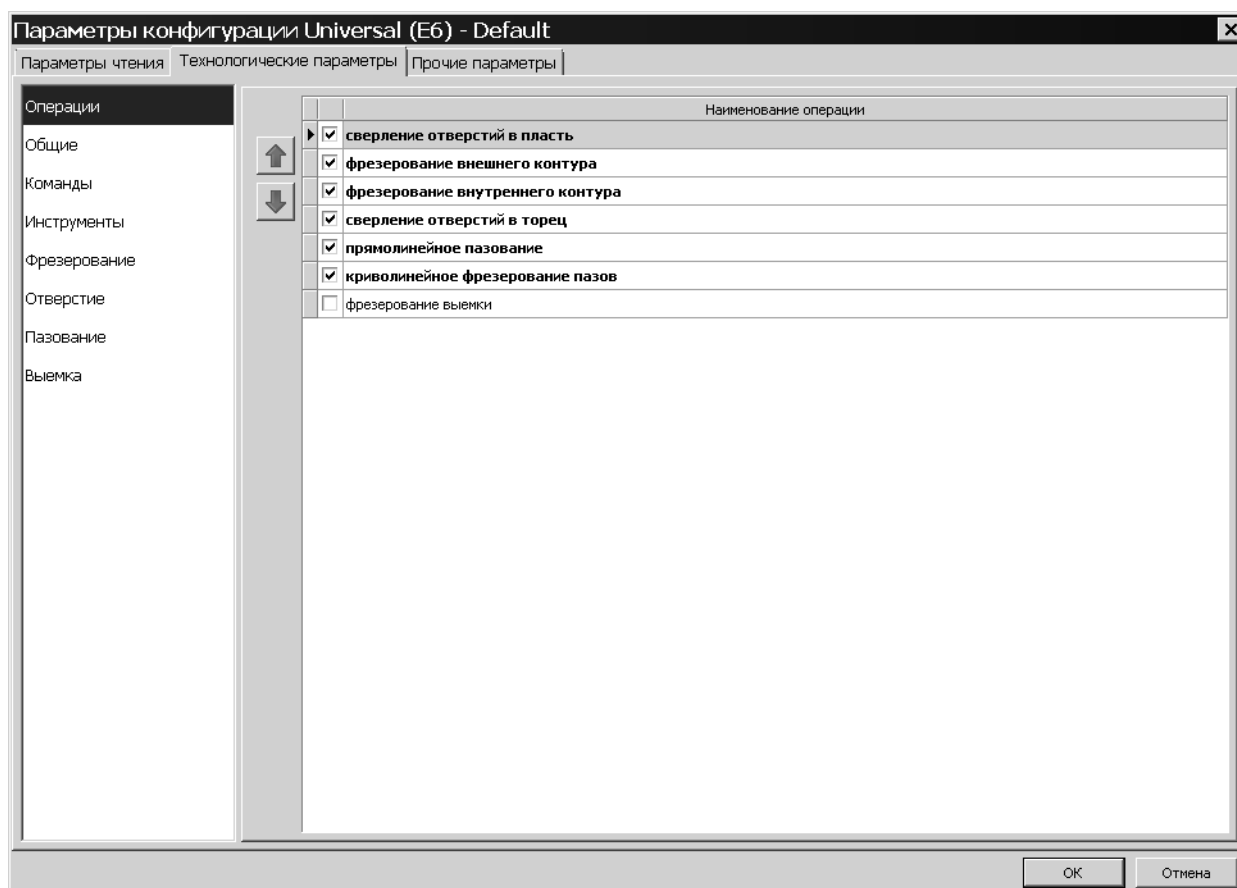 Параметры конфигурации Universal (E6) - Default
Параметры чтения Технологические параметры Прочие параметры
Операции
Общие
Команды
Инструменты
Фрезерование
Отверстие
Пазование
Выемка
Наименование операции
сверление отверстий в пласть
фрезерование внешнего контура
фрезерование внутреннего контура
сверление отверстий в торец
прямолинейное пазование
криволинейное фрезерование пазов
фрезерование выемки
OK Отмена